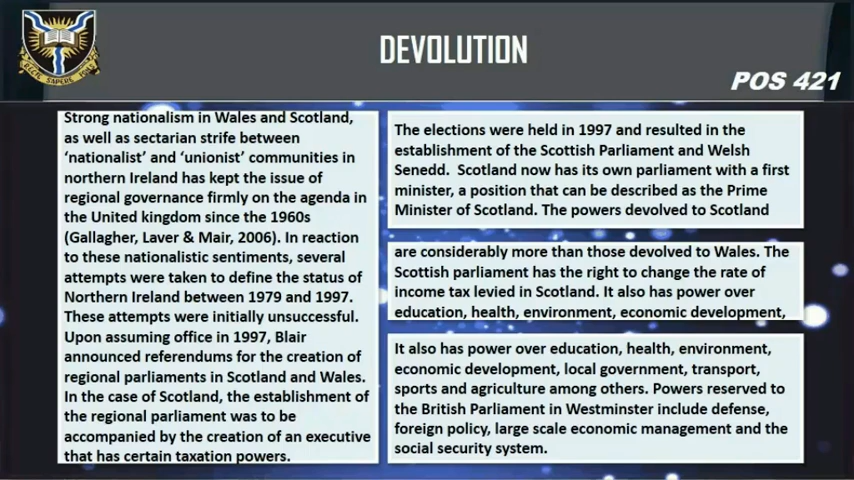 DEVOLUTION
POS 421
Strong nationalism in Wales and Scotland,
as well as sectarian strife between
‘nationalist’ and ‘unionist’ communities in
northern Ireland has kept the issue of
regional governance firmly on the agenda in
the United kingdom since the 1960s
(Gallagher, Laver & Mair, 2006). In reaction
to these nationalistic sentiments, several
attempts were taken to define the status of
Northern Ireland between 1979 and 1997.
These attempts were initially unsuccessful.
Upon assuming office in 1997, Blair
announced referendums for the creation of
regional parliaments in Scotland and Wales.
In the case of Scotland, the establishment of
the regional parliament was to be
accompanied by the creation of an executive
that has certain taxation powers.
The elections were held in 1997 and resulted in the
establishment of the Scottish Parliament and Welsh
Senedd.  Scotland now has its own parliament with a first
minister, a position that can be described as the Prime
Minister of Scotland. The powers devolved to Scotland
are considerably more than those devolved to Wales. The
Scottish parliament has the right to change the rate of
income tax levied in Scotland. It also has power over
education, health, environment, economic development,
It also has power over education, health, environment,
economic development, local government, transport,
sports and agriculture among others. Powers reserved to
the British Parliament in Westminster include defense,
foreign policy, large scale economic management and the
social security system.